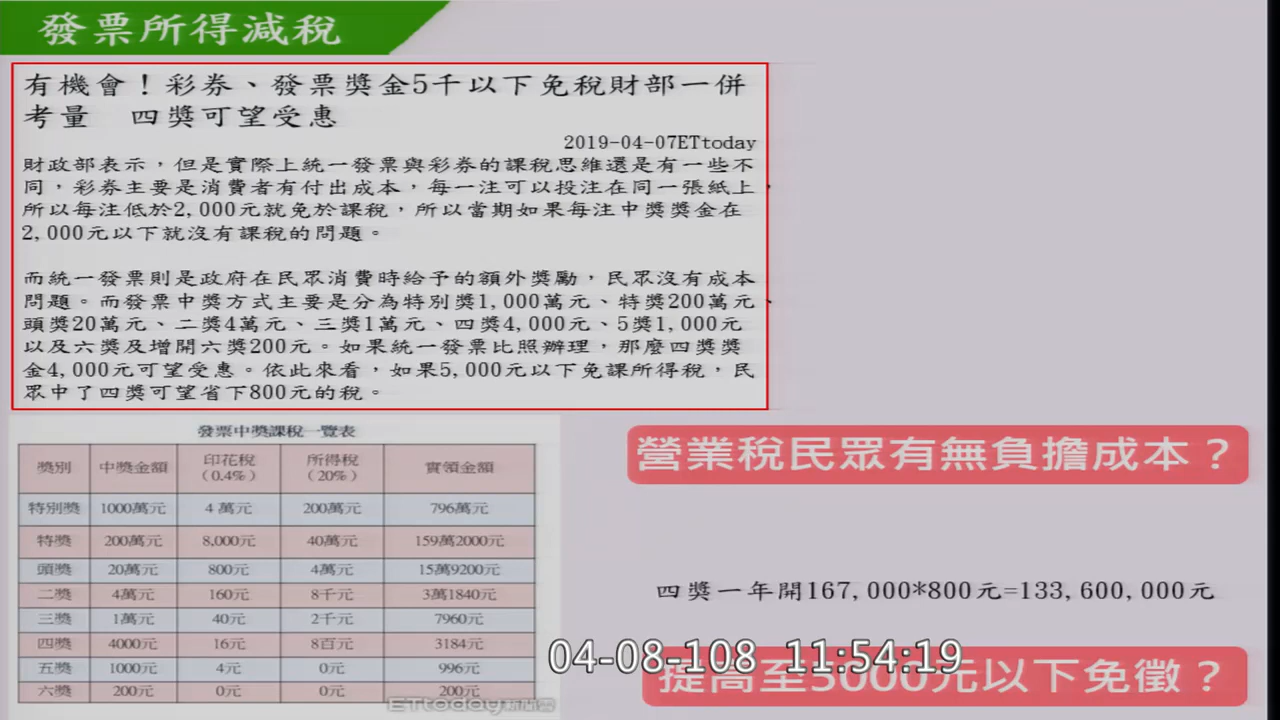 發票所得減稅
有機會！彩券、發票獎金5千以下免稅財部一併
考量　四獎可望受惠
2019-04-07ETtoday
財政部表示，但是實際上統一發票與彩券的課稅思維還是有一些不
同，彩券主要是消費者有付出成本，每一注可以投注在同一張紙上，
所以每注低於2,000元就免於課稅，所以當期如果每注中獎獎金在
2,000元以下就沒有課稅的問題。
而統一發票則是政府在民眾消費時給予的額外獎勵，民眾沒有成本
問題。而發票中獎方式主要是分為特別獎1,000萬元、特獎200萬元、
頭獎20萬元、二獎4萬元、三獎1萬元、四獎4,000元、5獎1,000元
以及六獎及增開六獎200元。如果統一發票比照辦理，那麼四獎獎
金4,000元可望受惠。依此來看，如果5,000元以下免課所得稅，民
眾中了四獎可望省下800元的稅。
發票中獎課稅一覽表
獎別 中獎金額 印花稅（0.4%） 所得稅（20%） 實領金額
特別獎 1000萬元 4萬元 200萬元 796萬元
特獎 200萬元 8,000元 40萬元 159萬2000元
頭獎 20萬元 800元 4萬元 15萬9200元
二獎 4萬元 160元 8千元 3萬1840元
三獎 1萬元 40元 2千元 7960元
四獎 4000元 16元 8百元 3184元
五獎 1000元 4元 0元 996元
六獎 200元 0元 0元 200元
ETtoday新聞雲
營業稅民眾有無負擔成本？
四獎一年開167,000*800元=133,600,000元
04-08-108 11:54:19
提高至5000元以下免徵？